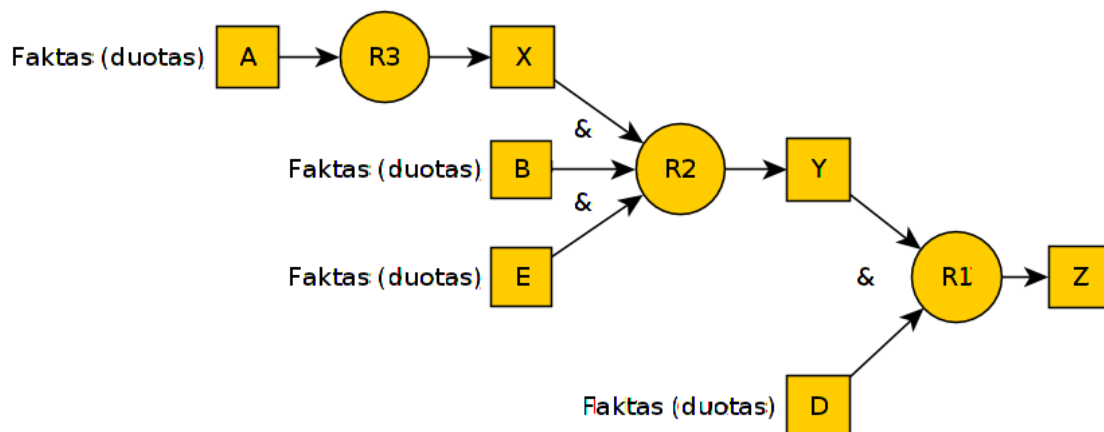 Faktas (duotas) A R3 X
&
Faktas (duotas) B R2 Y
&
Faktas (duotas) E & R1 Z
Faktas (duotas) D